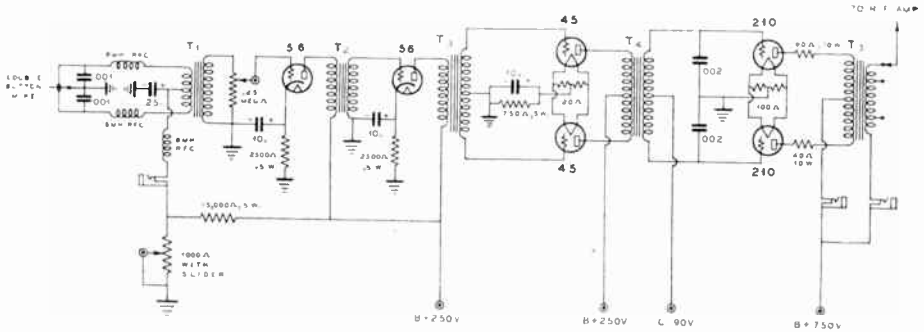 TO R F AMP
45
210
56
56
T1
T2
T3
T4
T5
8MH RFC
40Ω, 10W
DOUBLE
BUTTON
MIKE
.001
.001
25
.25
MEGΩ
10
20Ω
750Ω, 5W
.002
.002
100Ω
8MH RFC
10
10
8MH
RFC
2500Ω
.5W
2500Ω
.5W
45
210
40Ω
10W
15,000Ω, 5W.
1000Ω
WITH
SLIDER
B+250V
B+250V
C 90V
B+750V